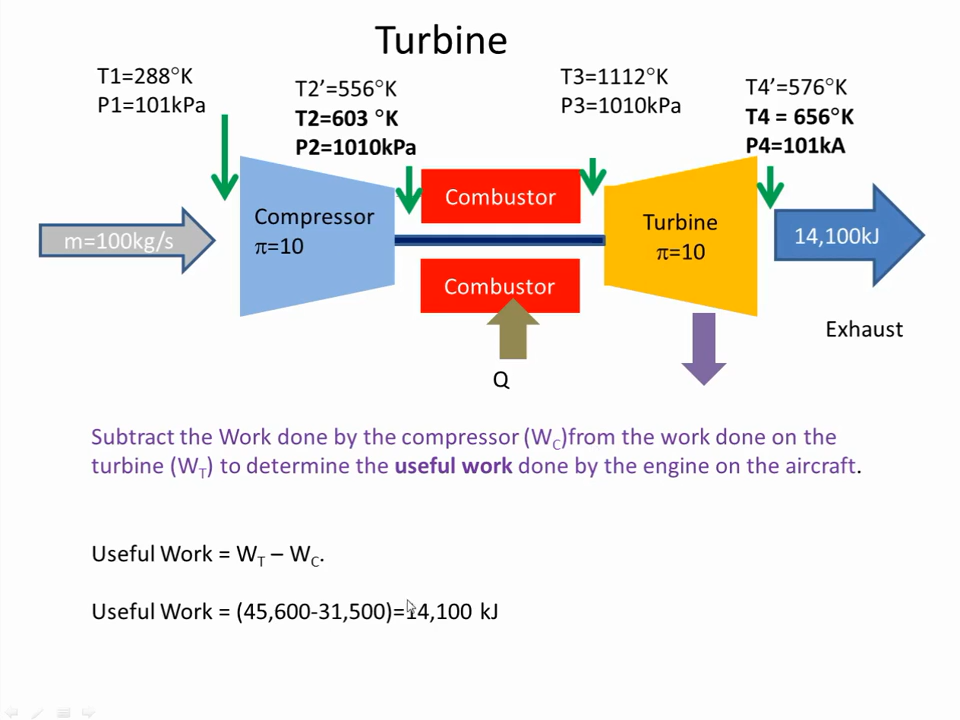 Turbine
T1=288°K
P1=101kPa
T2’=556°K
T2=603 °K
P2=1010kPa
T3=1112°K
P3=1010kPa
T4’=576°K
T4 = 656°K
P4=101kA
m=100kg/s
Compressor
π=10
Combustor
Combustor
Turbine
π=10
14,100kJ
Exhaust
Q
Subtract the Work done by the compressor (WC)from the work done on the
turbine (WT) to determine the useful work done by the engine on the aircraft.
Useful Work = WT – WC.
Useful Work = (45,600-31,500)=14,100 kJ